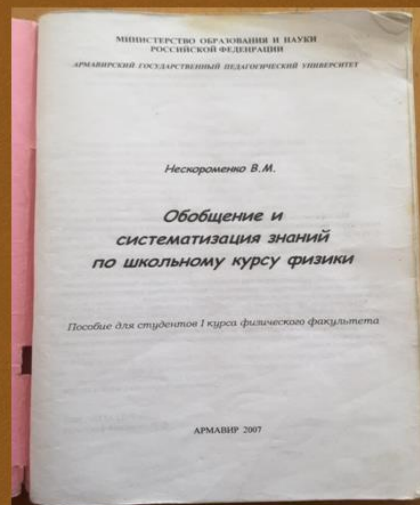 МИНИСТЕРСТВО ОБРАЗОВАНИЯ И НАУКИ
РОССИЙСКОЙ ФЕДЕНРАЦИИ
АРМАВИРСКИЙ ГОСУДАРСТВЕННЫЙ ПЕДАГОГИЧЕСКИЙ УНИВЕРСИТЕТ
Нескороменко В.М.
Обобщение и
систематизация знаний
по школьному курсу физики
Пособие для студентов I курса физического факультета
АРМАВИР 2007